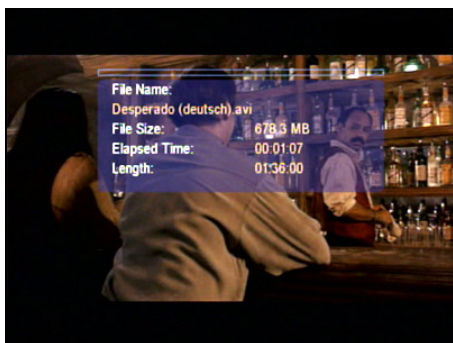 File Name:
Desperado (deutsch).avi
File Size: 678.3 MB
Elapsed Time: 00:01:07
Length: 01:36:00